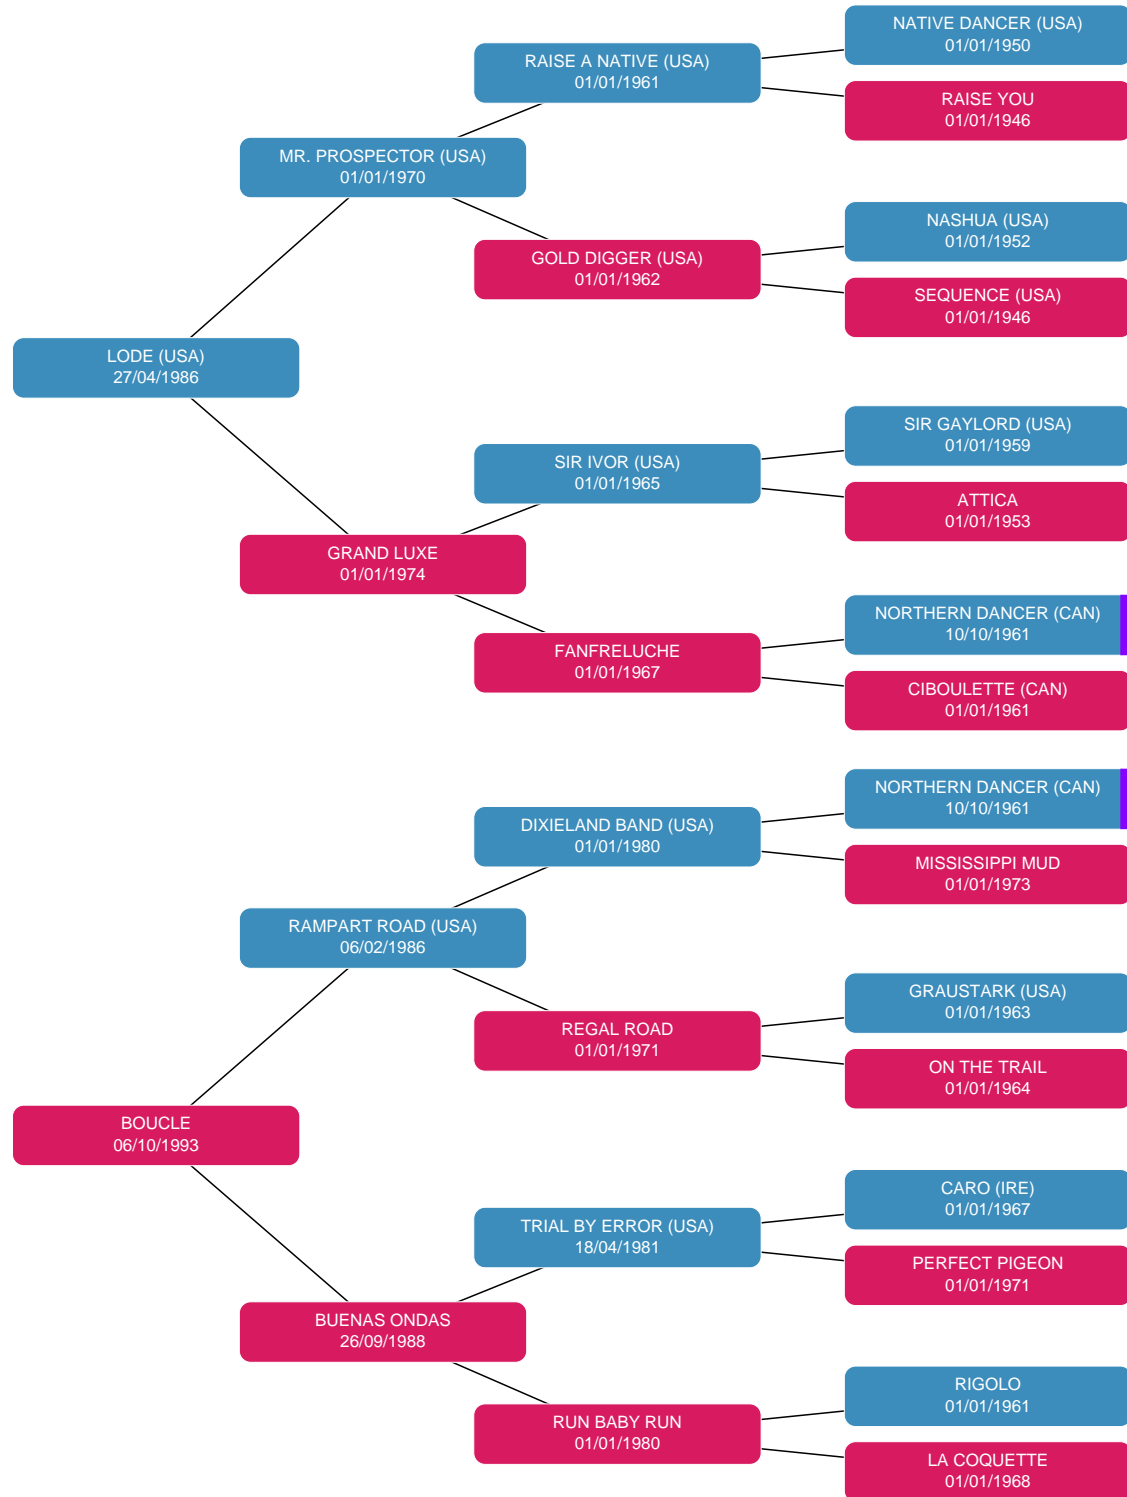 NATIVE DANCER (USA)
01/01/1950
RAISE A NATIVE (USA)
01/01/1961
RAISE YOU
01/01/1946
MR. PROSPECTOR (USA)
01/01/1970
NASHUA (USA)
01/01/1952
GOLD DIGGER (USA)
01/01/1962
SEQUENCE (USA)
01/01/1946
LODE (USA)
27/04/1986
SIR GAYLORD (USA)
01/01/1959
SIR IVOR (USA)
01/01/1965
ATTICA
01/01/1953
GRAND LUXE
01/01/1974
NORTHERN DANCER (CAN)
10/10/1961
FANFRELUCHE
01/01/1967
CIBOULETTE (CAN)
01/01/1961
NORTHERN DANCER (CAN)
10/10/1961
DIXIELAND BAND (USA)
01/01/1980
MISSISSIPPI MUD
01/01/1973
RAMPART ROAD (USA)
06/02/1986
GRAUSTARK (USA)
01/01/1963
REGAL ROAD
01/01/1971
ON THE TRAIL
01/01/1964
BOUCLE
06/10/1993
CARO (IRE)
01/01/1967
TRIAL BY ERROR (USA)
18/04/1981
PERFECT PIGEON
01/01/1971
BUENAS ONDAS
26/09/1988
RIGOLO
01/01/1961
RUN BABY RUN
01/01/1980
LA COQUETTE
01/01/1968